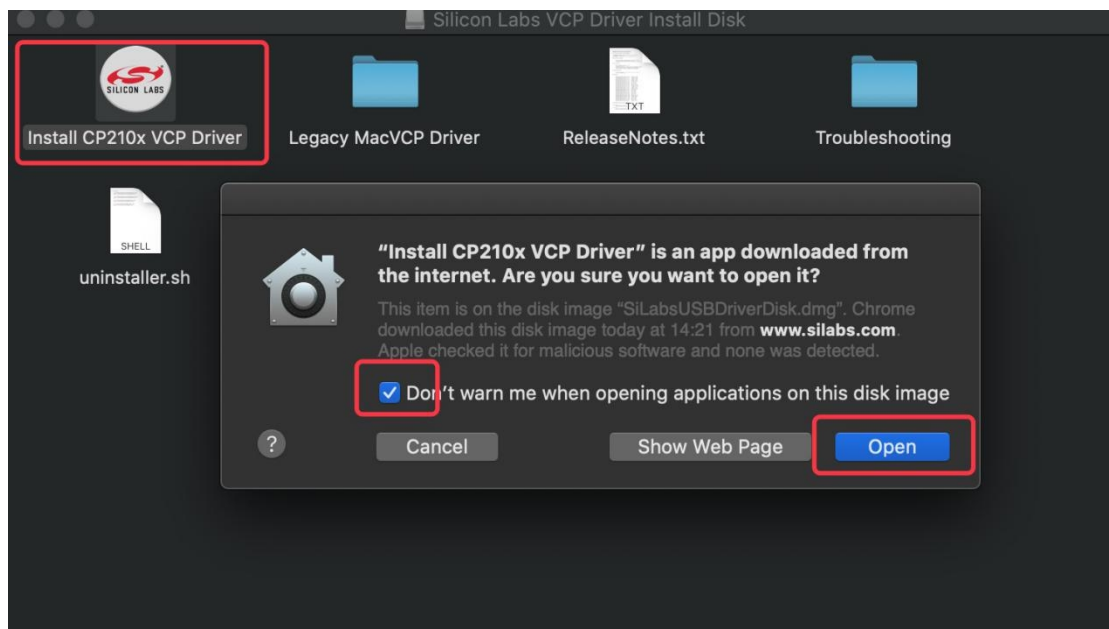 Silicon Labs VCP Driver Install Disk
SILICON LABS
TXT
Install CP210x VCP Driver
Legacy MacVCP Driver
ReleaseNotes.txt
Troubleshooting
SHELL
uninstaller.sh
“Install CP210x VCP Driver” is an app downloaded from
the internet. Are you sure you want to open it?
This item is on the disk image “SiLabsUSBDriverDisk.dmg”. Chrome
downloaded this disk image today at 14:21 from www.silabs.com.
Apple checked it for malicious software and none was detected.
Don’t warn me when opening applications on this disk image
?
Cancel
Show Web Page
Open